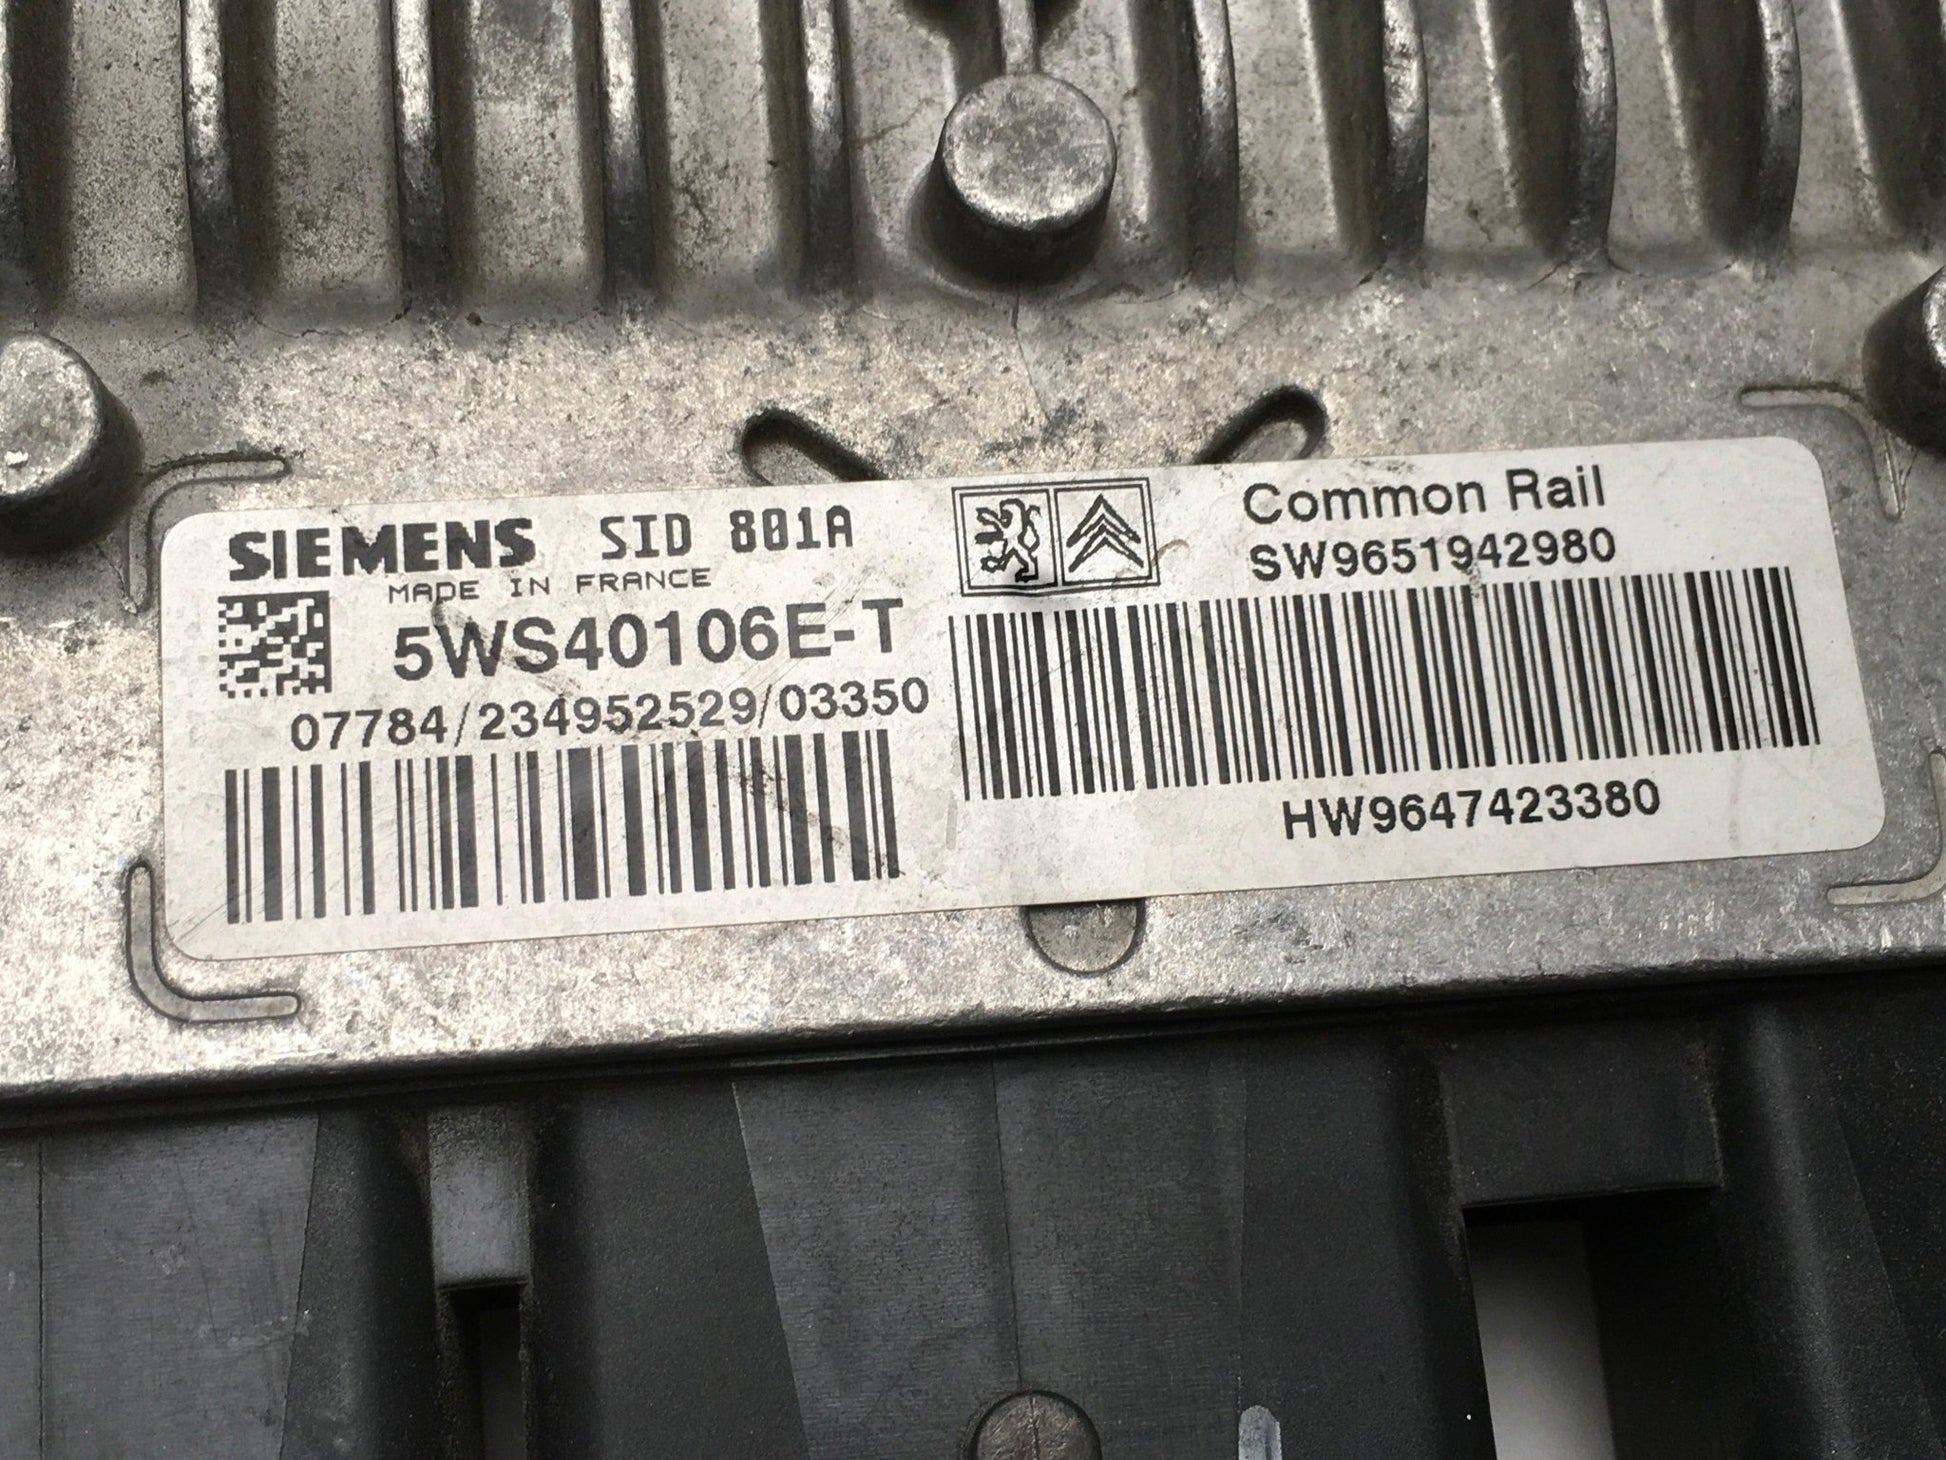 SIEMENS SID 801A
MADE IN FRANCE
5WS40106E-T
07784/234952529/03350
Common Rail
SW9651942980
HW9647423380